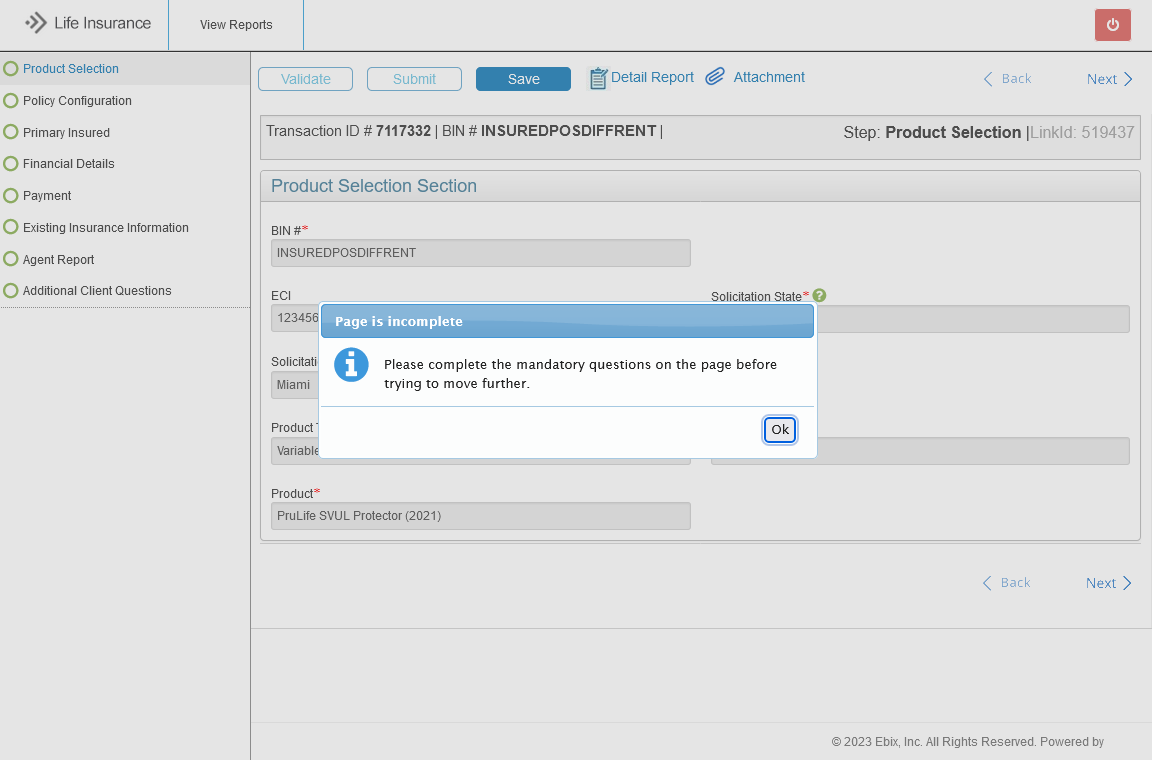 Life Insurance
View Reports
Product Selection
Policy Configuration
Primary Insured
Financial Details
Payment
Existing Insurance Information
Agent Report
Additional Client Questions
Validate
Submit
Save
Detail Report
Attachment
Back
Next
Transaction ID # 7117332 | BIN # INSUREDPOSDIFFRENT |
Step: Product Selection |LinkId: 519437
Product Selection Section
BIN #*
INSUREDPOSDIFFRENT
ECI
123456
Solicitation State*
Miami
Product
Variable
Product*
PruLife SVUL Protector (2021)
Page is incomplete
Please complete the mandatory questions on the page before
trying to move further.
Ok
Back
Next
© 2023 Ebix, Inc. All Rights Reserved. Powered by